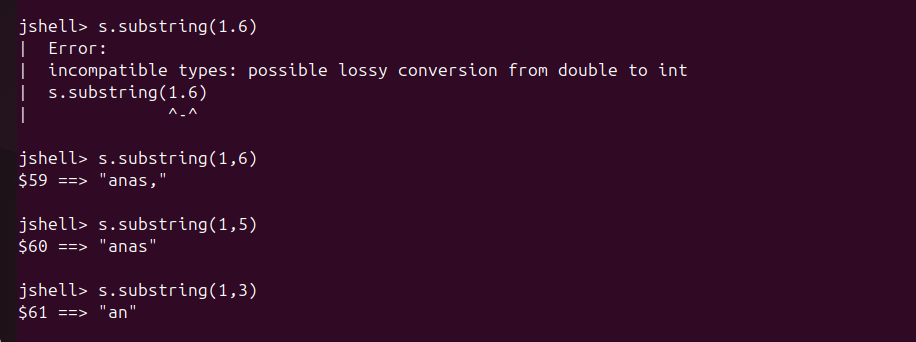 jshell> s.substring(1.6)
|  Error:
|  incompatible types: possible lossy conversion from double to int
|  s.substring(1.6)
|              ^-^
jshell> s.substring(1,6)
$59 ==> "anas,"
jshell> s.substring(1,5)
$60 ==> "anas"
jshell> s.substring(1,3)
$61 ==> "an"